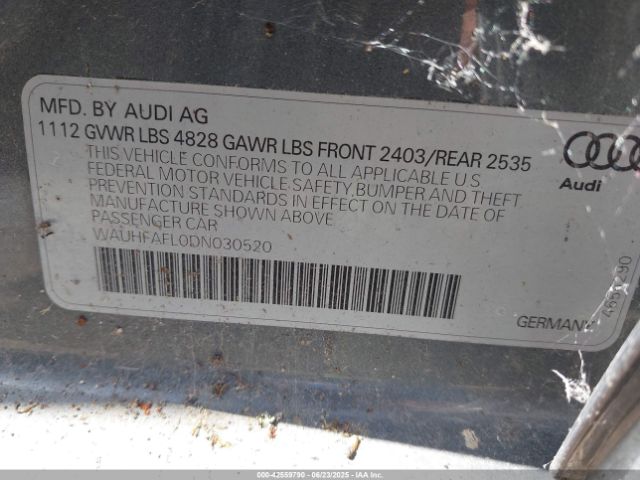 MFD. BY AUDI AG
1112 GVWR LBS 4828 GAWR LBS FRONT 2403/REAR 2535
THIS VEHICLE CONFORMS TO ALL APPLICABLE U S
FEDERAL MOTOR VEHICLE SAFETY, BUMPER AND THEFT
PREVENTION STANDARDS IN EFFECT ON THE DATE OF
MANUFACTURE SHOWN ABOVE.
PASSENGER CAR
WAUHFAFL0DN030520
Audi
GERMANY
000-42559790 - 06/23/2025 - IAAI.com